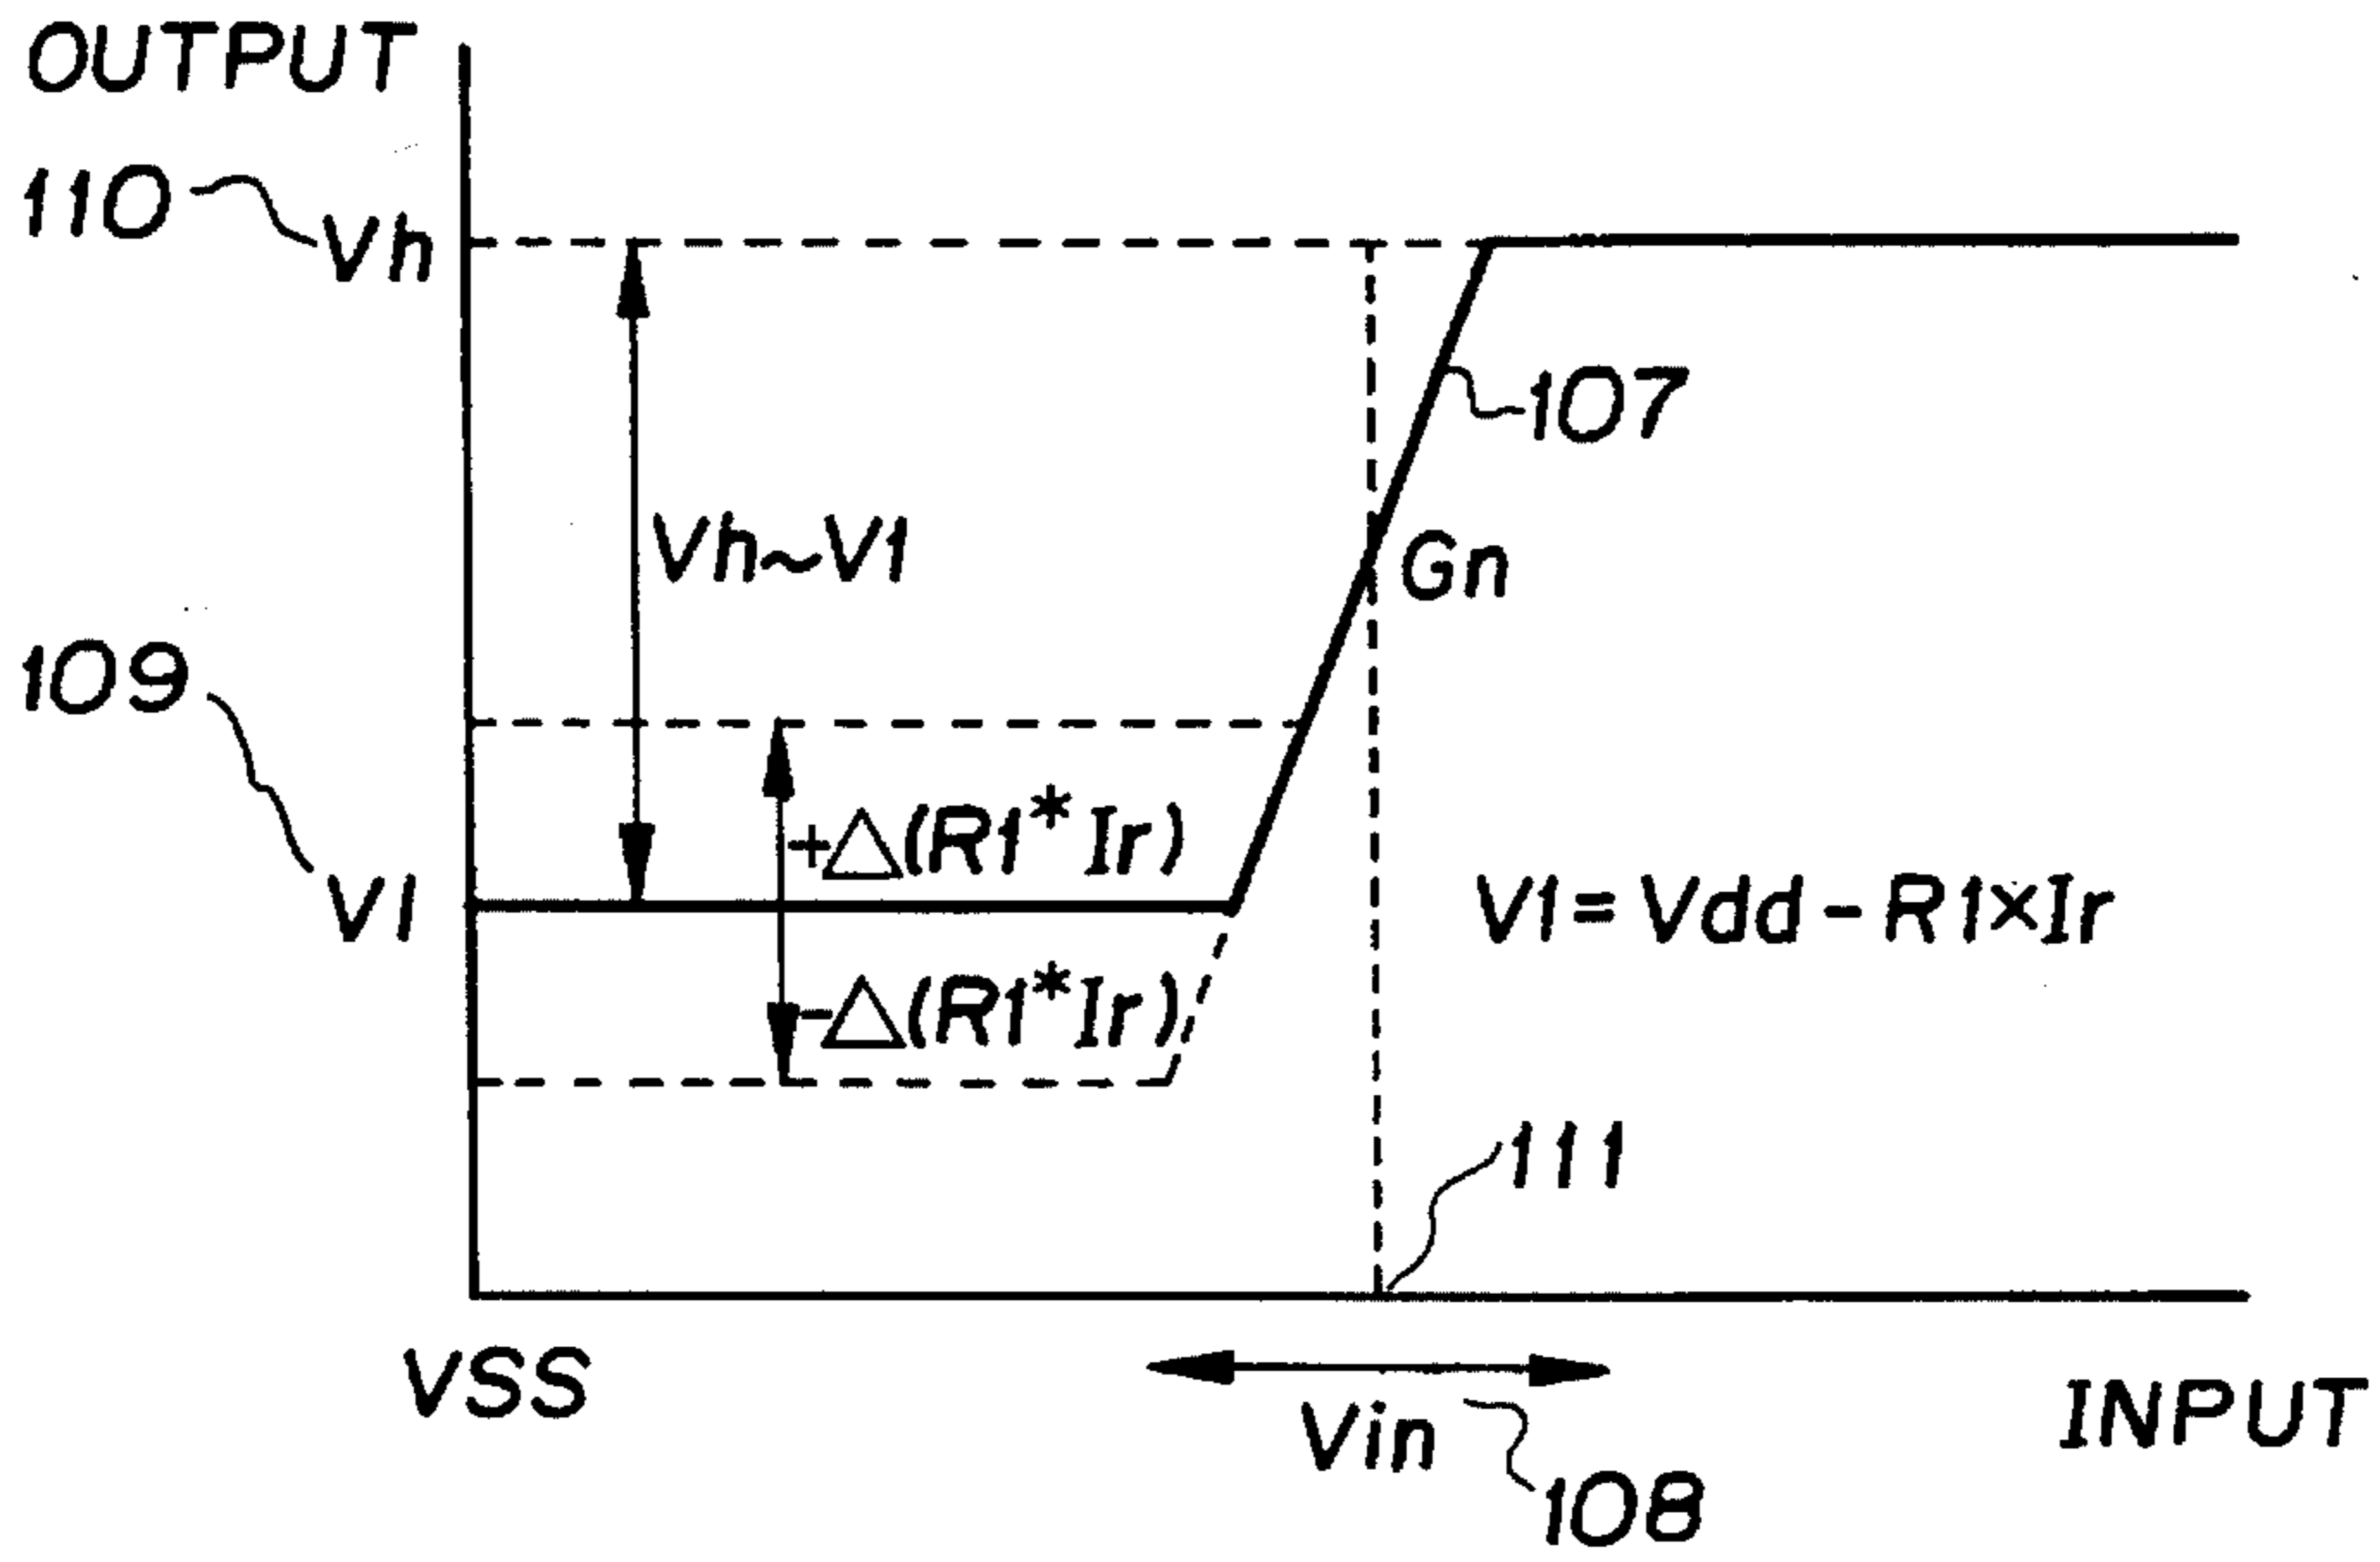 OUTPUT
110
Vh
107
Vh~V1
Gn
109
+△(R1*Ir)
Vl
V1=Vdd-R1×Ir
-△(R1*Ir)
111
VSS
Vin
INPUT
108